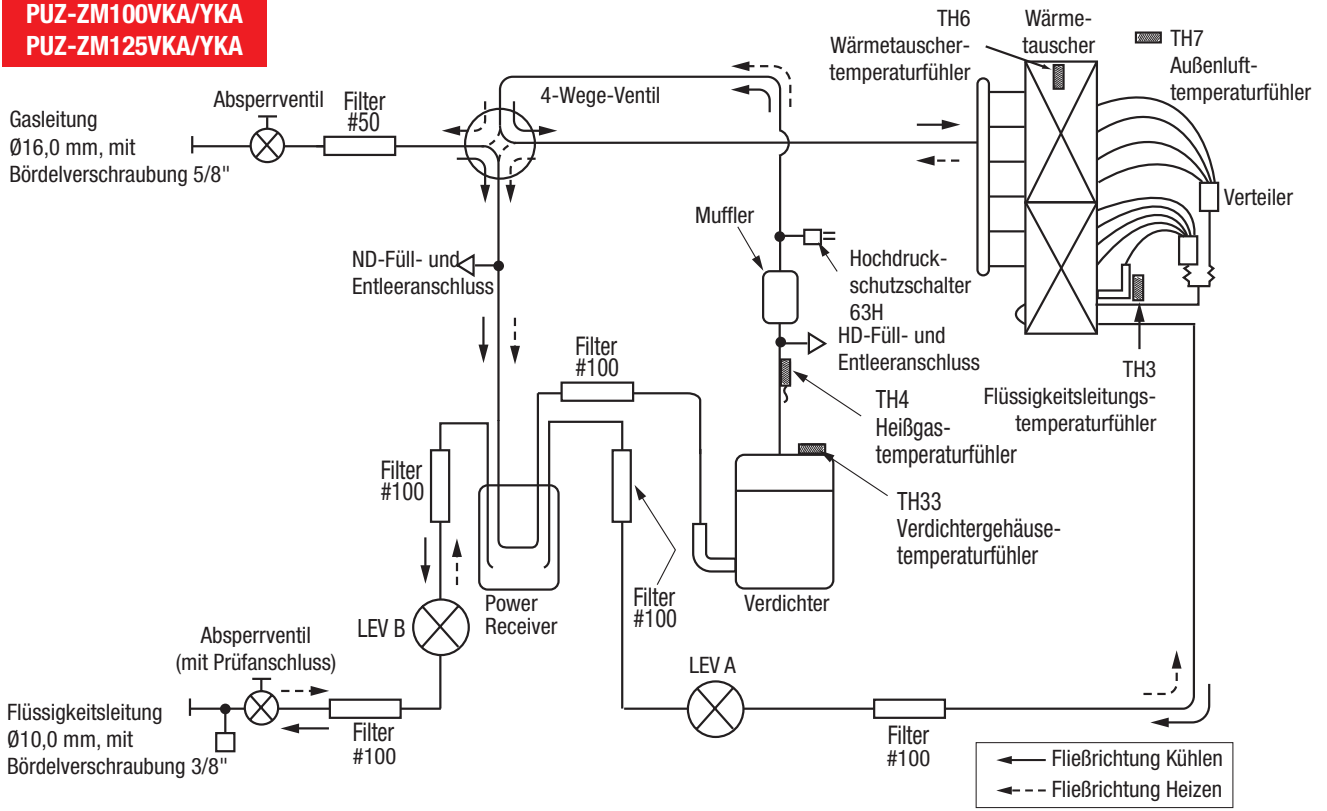 PUZ-ZM100VKA/YKA
PUZ-ZM125VKA/YKA
Gasleitung
Ø16,0 mm, mit
Bördelverschraubung 5/8"
Absperrventil
Filter
#50
4-Wege-Ventil
TH6
Wärmetauscher-
temperaturfühler
Wärme-
tauscher
TH7
Außenluft-
temperaturfühler
Verteiler
Muffler
Hochdruck-
schutzschalter
63H
ND-Füll- und
Entleeranschluss
HD-Füll- und
Entleeranschluss
TH3
Flüssigkeitsleitungs-
temperaturfühler
Filter
#100
TH4
Heißgas-
temperaturfühler
Filter
#100
TH33
Verdichtergehäuse-
temperaturfühler
Filter
#100
Power
Receiver
Verdichter
LEV B
Absperrventil
(mit Prüfanschluss)
LEV A
Flüssigkeitsleitung
Ø10,0 mm, mit
Bördelverschraubung 3/8"
Filter
#100
Filter
#100
Fließrichtung Kühlen
Fließrichtung Heizen